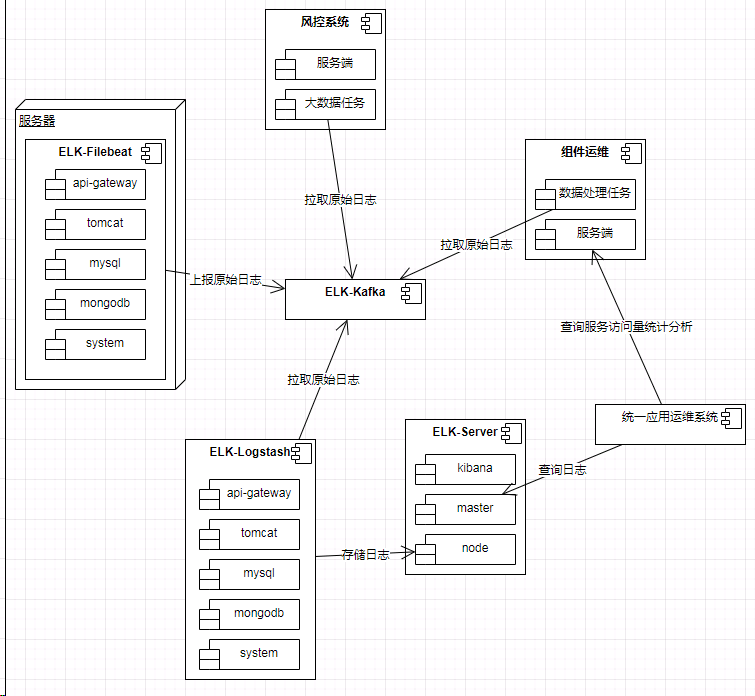 风控系统
服务端
大数据任务
服务器
ELK-Filebeat
api-gateway
tomcat
mysql
mongodb
system
组件运维
数据处理任务
服务端
拉取原始日志
拉取原始日志
上报原始日志
ELK-Kafka
查询服务访问量统计分析
拉取原始日志
统一应用运维系统
ELK-Server
kibana
master
node
查询日志
ELK-Logstash
api-gateway
tomcat
mysql
mongodb
system
存储日志